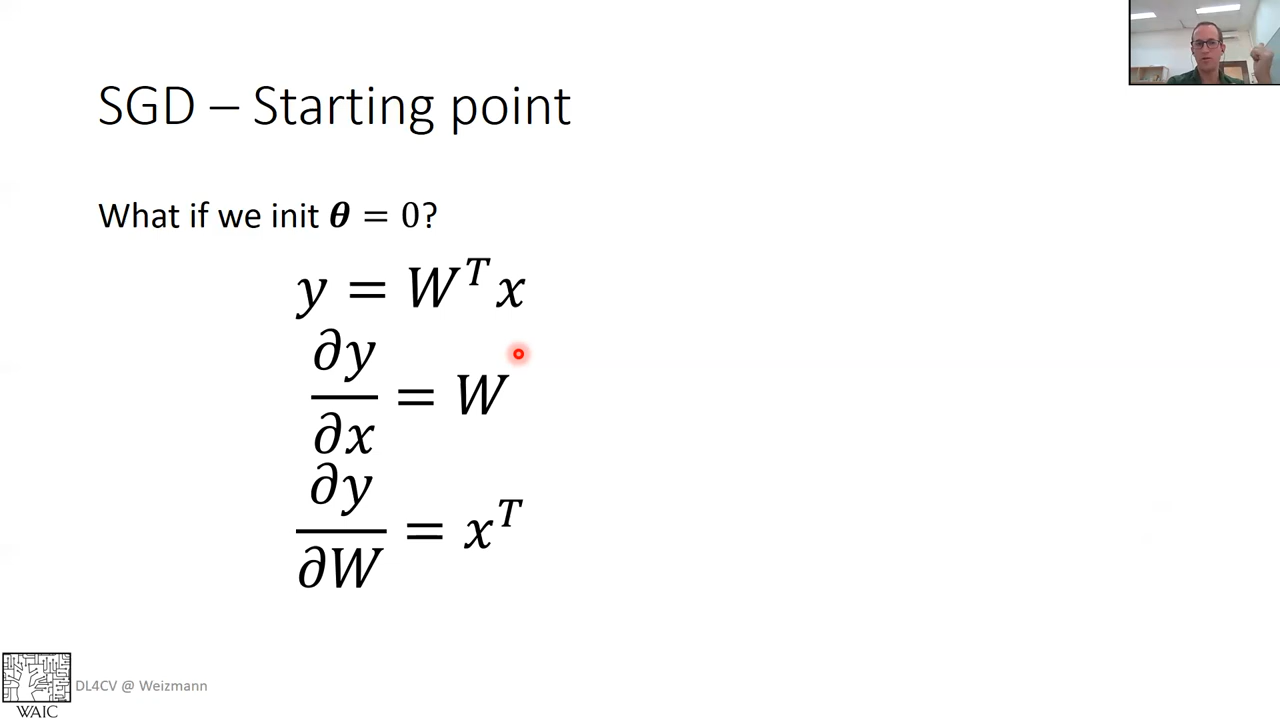 SGD – Starting point
What if we init 𝜽 = 0?
y = W^T x
∂y/∂x = W
∂y/∂W = x^T
WAIC
DL4CV @ Weizmann